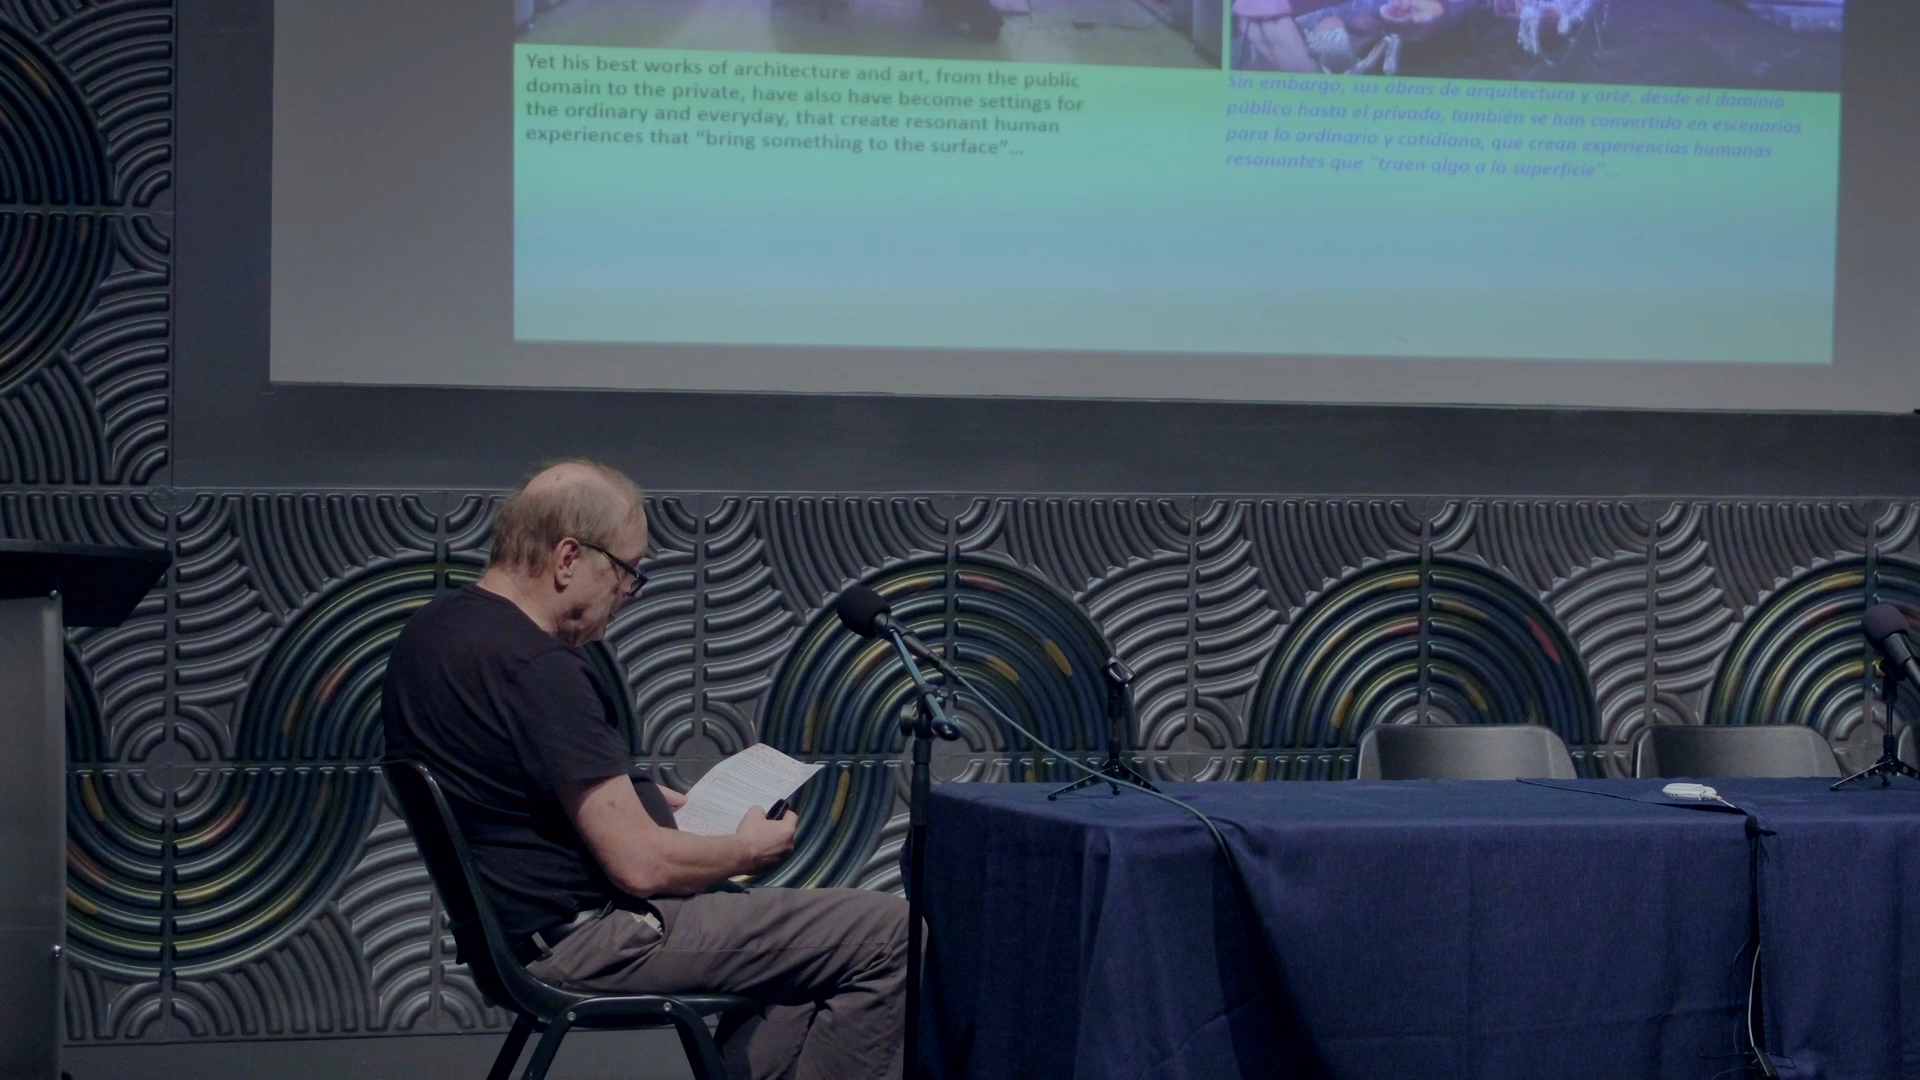 Yet his best works of architecture and art, from the public
domain to the private, have also have become settings for
the ordinary and everyday, that create resonant human
experiences that “bring something to the surface”...
Sin embargo, sus obras de arquitectura y arte, desde el dominio
público hasta el privado, también se han convertido en escenarios
para lo ordinario y cotidiano, que crean experiencias humanas
resonantes que “traen algo a la superficie”...